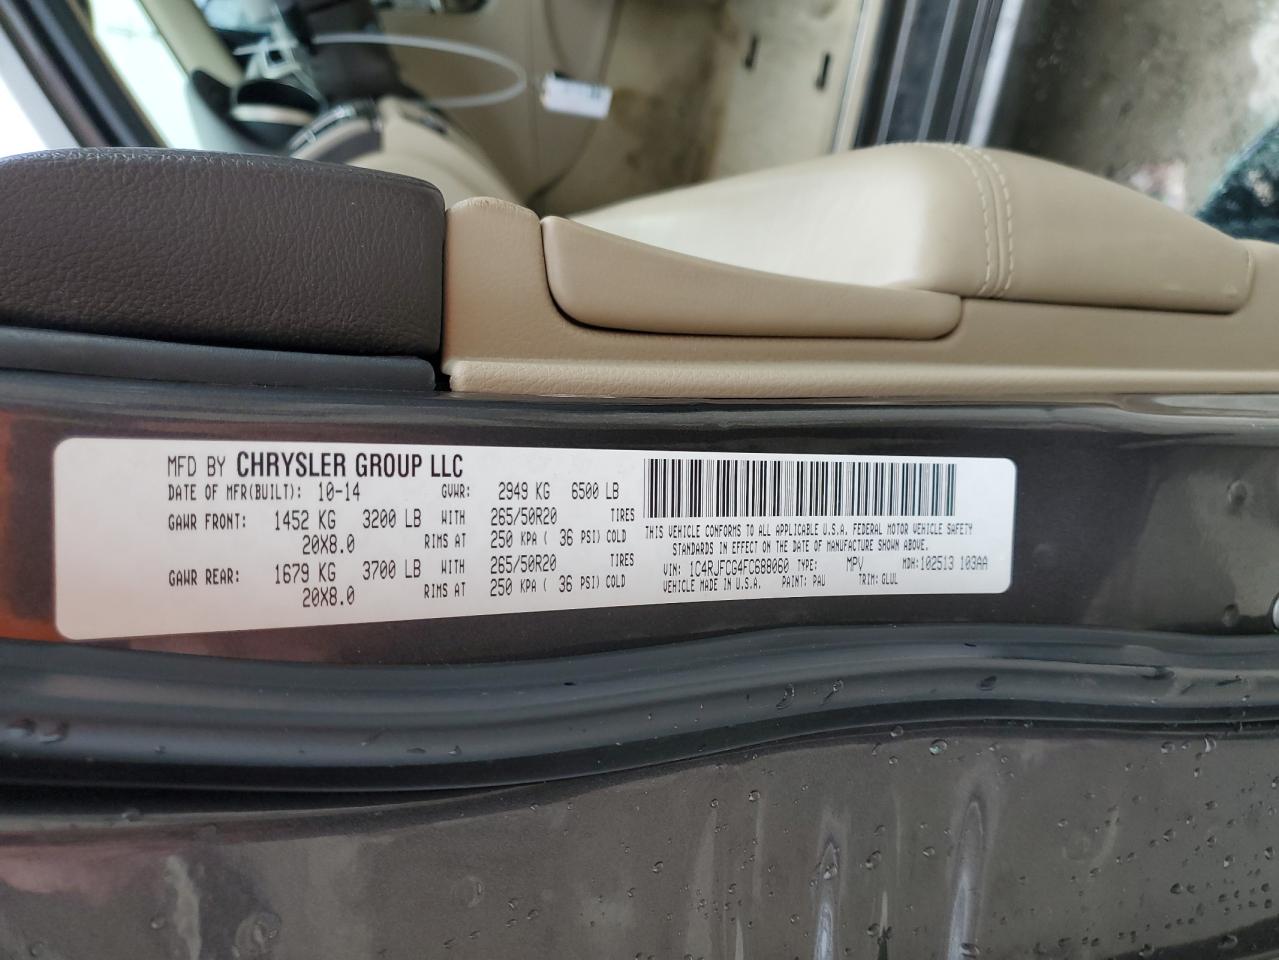 MFD BY CHRYSLER GROUP LLC
DATE OF MFR(BUILT): 10-14 GVWR: 2949 KG 6500 LB
GAWR FRONT: 1452 KG 3200 LB WITH 265/50R20 TIRES
20X8.0 RIMS AT 250 KPA ( 36 PSI) COLD
GAWR REAR: 1679 KG 3700 LB WITH 265/50R20 TIRES
20X8.0 RIMS AT 250 KPA ( 36 PSI) COLD
THIS VEHICLE CONFORMS TO ALL APPLICABLE U.S.A. FEDERAL MOTOR VEHICLE SAFETY
STANDARDS IN EFFECT ON THE DATE OF MANUFACTURE SHOWN ABOVE.
VIN: 1C4RJFCG4FC688060 TYPE: MPV MDH: 102513 103AA
VEHICLE MADE IN U.S.A. PAINT: PAU TRIM: GLUL